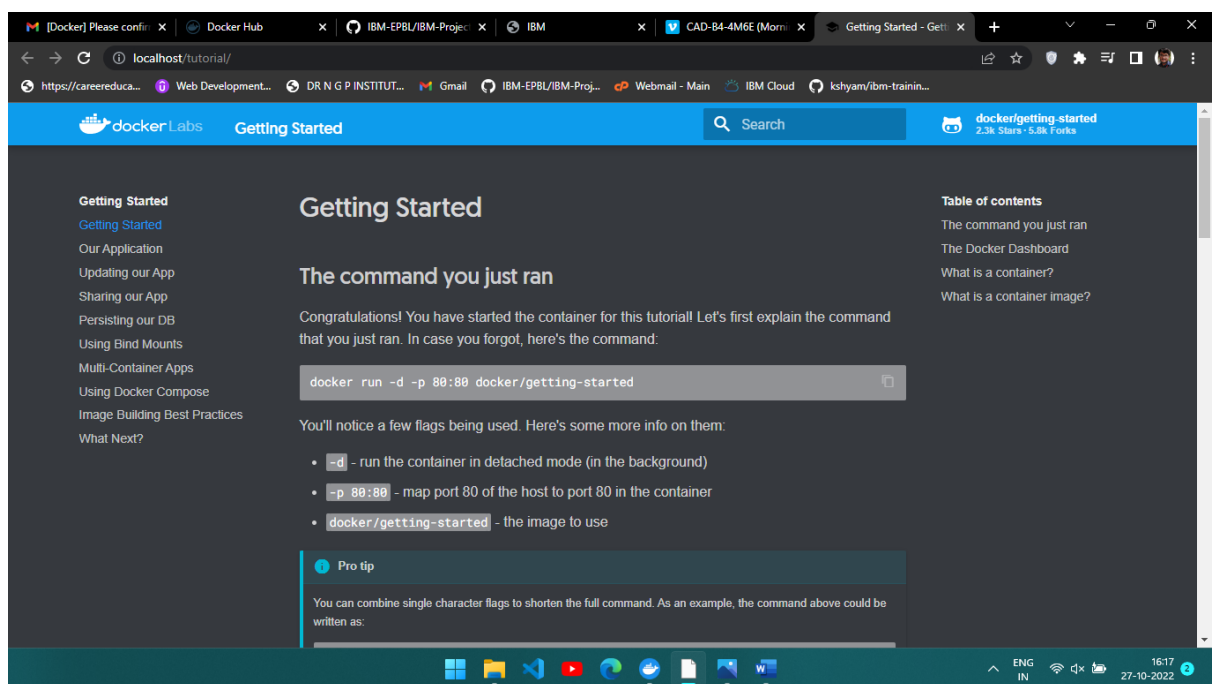 [Docker] Please confir
Docker Hub
IBM-EPBL/IBM-Projec
IBM
CAD-B4-4M6E (Morni
Getting Started - Gett
localhost/tutorial/
https://careereduca...
Web Development...
DR N G P INSTITUT...
Gmail
IBM-EPBL/IBM-Proj...
Webmail - Main
IBM Cloud
kshyam/ibm-trainin...
docker Labs
Getting Started
Search
docker/getting-started
2.3k Stars · 5.8k Forks
Getting Started
Getting Started
Our Application
Updating our App
Sharing our App
Persisting our DB
Using Bind Mounts
Multi-Container Apps
Using Docker Compose
Image Building Best Practices
What Next?
Getting Started
The command you just ran
Congratulations! You have started the container for this tutorial! Let's first explain the command
that you just ran. In case you forgot, here's the command:
docker run -d -p 80:80 docker/getting-started
You'll notice a few flags being used. Here's some more info on them:
• -d - run the container in detached mode (in the background)
• -p 80:80 - map port 80 of the host to port 80 in the container
• docker/getting-started - the image to use
Pro tip
You can combine single character flags to shorten the full command. As an example, the command above could be
written as:
Table of contents
The command you just ran
The Docker Dashboard
What is a container?
What is a container image?
ENG
IN
16:17
27-10-2022
2